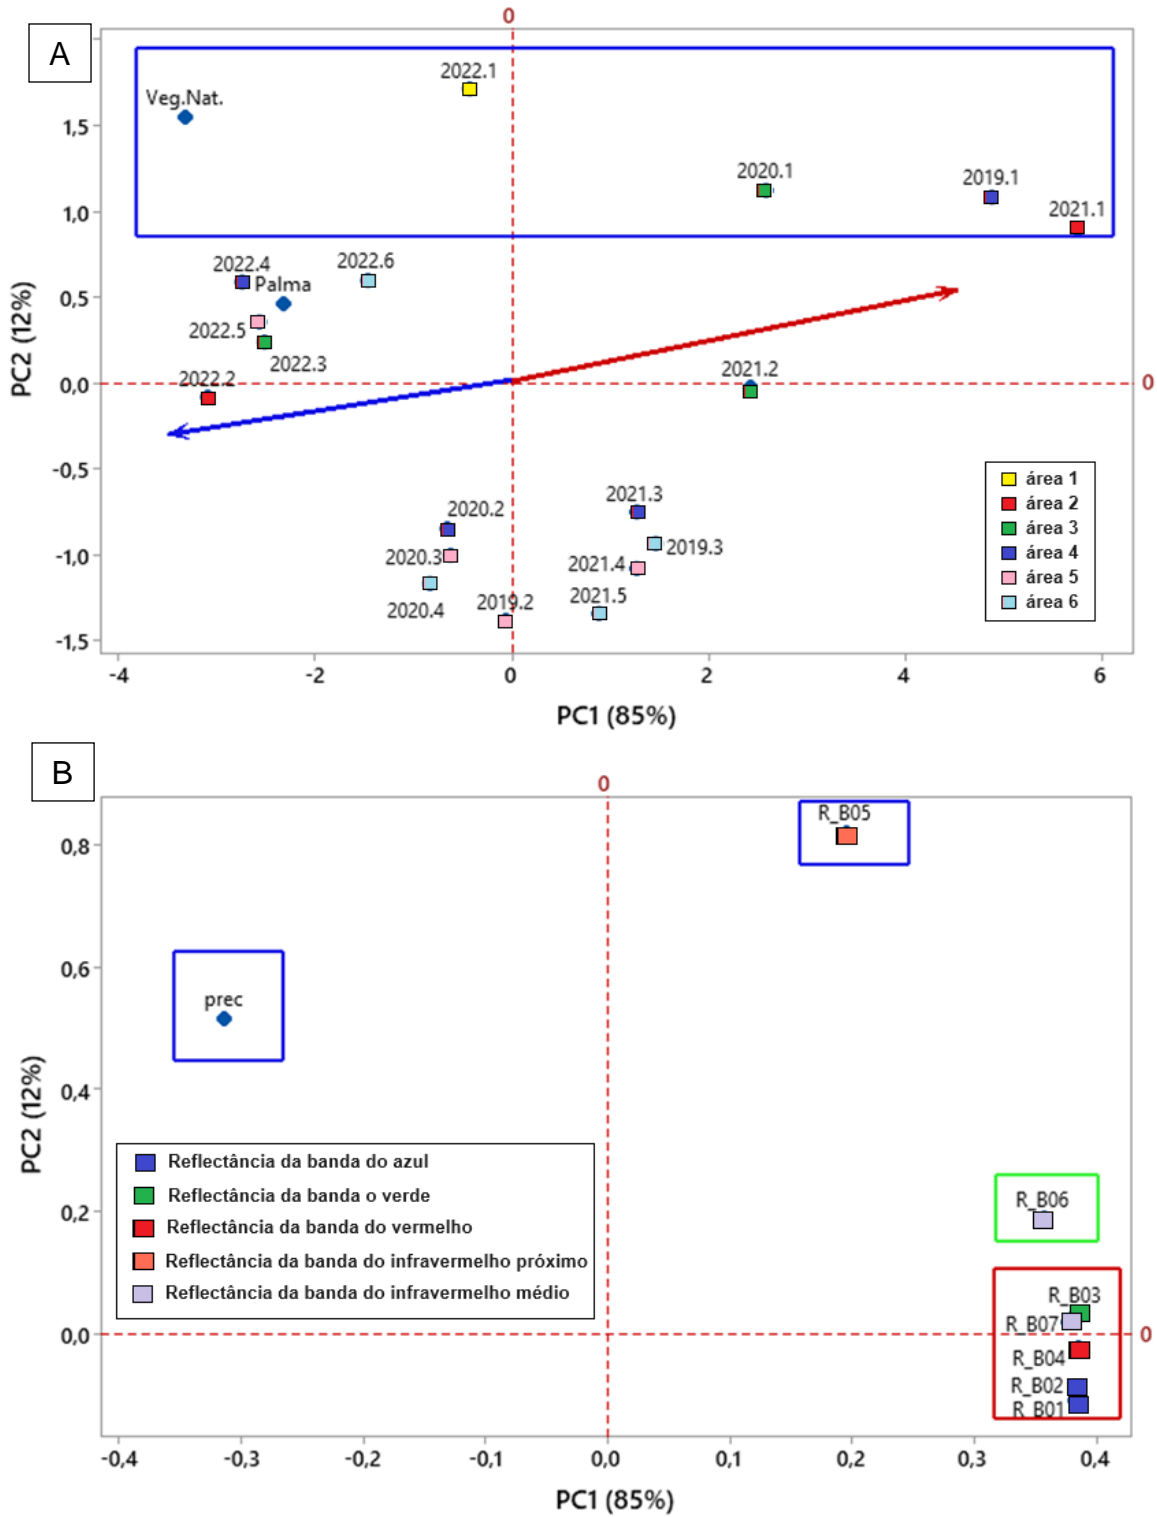 A
0
2022.1
Veg.Nat.
1,5
2020.1
2019.1
1,0
2021.1
2022.4
2022.6
Palma
0,5
2022.5
2022.3
2022.2
2021.2
0,0
0
PC2 (12%)
-0,5
área 1
2021.3
área 2
2020.2
área 3
2019.3
-1,0
2020.3
2021.4
área 4
área 5
2020.4
2019.2
2021.5
área 6
-1,5
-4
-2
0
2
4
6
PC1 (85%)
B
0
R_B05
0,8
0,6
prec
0,4
PC2 (12%)
Reflectância da banda do azul
Reflectância da banda o verde
Reflectância da banda do vermelho
Reflectância da banda do infravermelho próximo
Reflectância da banda do infravermelho médio
0,2
R_B06
R_B03
R_B07
0,0
0
R_B04
R_B02
R_B01
-0,4
-0,3
-0,2
-0,1
0,0
0,1
0,2
0,3
0,4
PC1 (85%)